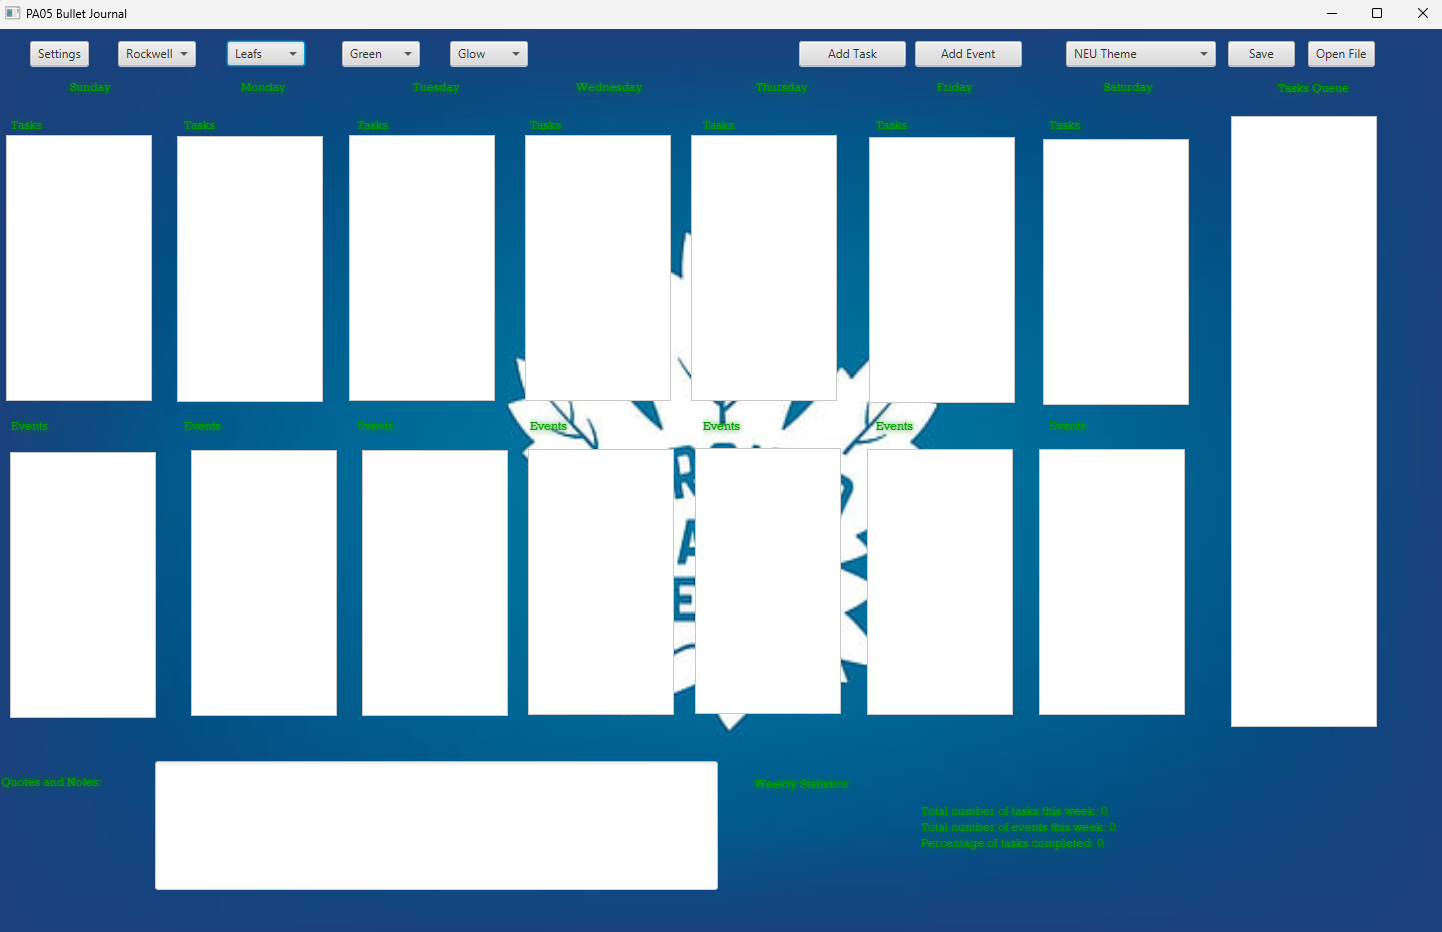 PA05 Bullet Journal
Settings Rockwell Leafs Green Glow Add Task Add Event NEU Theme Save Open File
Sunday Monday Tuesday Wednesday Thursday Friday Saturday Tasks Queue
Tasks Tasks Tasks Tasks Tasks Tasks Tasks
Events Events Events Events Events Events Events
Quotes and Notes:
Weekly Statistics:
Total number of tasks this week: 0
Total number of events this week: 0
Percentage of tasks completed: 0